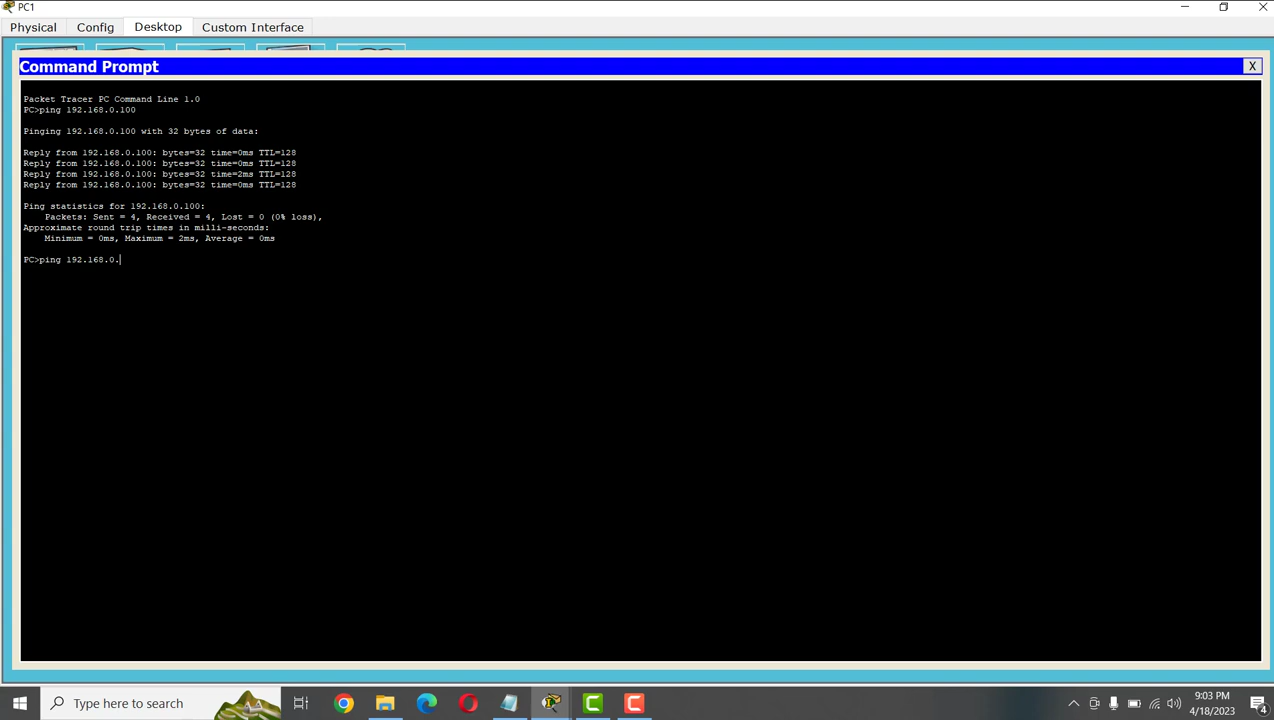 PC1
Physical Config Desktop Custom Interface
Command Prompt
X
Packet Tracer PC Command Line 1.0
PC>ping 192.168.0.100
Pinging 192.168.0.100 with 32 bytes of data:
Reply from 192.168.0.100: bytes=32 time=0ms TTL=128
Reply from 192.168.0.100: bytes=32 time=0ms TTL=128
Reply from 192.168.0.100: bytes=32 time=2ms TTL=128
Reply from 192.168.0.100: bytes=32 time=0ms TTL=128
Ping statistics for 192.168.0.100:
Packets: Sent = 4, Received = 4, Lost = 0 (0% loss),
Approximate round trip times in milli-seconds:
Minimum = 0ms, Maximum = 2ms, Average = 0ms
PC>ping 192.168.0.
Type here to search
9:03 PM
4/18/2023
4